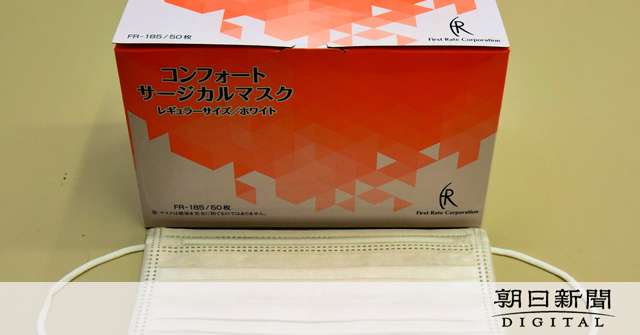 FR-185/50枚
FR
First Rate Corporation
コンフォート
サージカルマスク
レギュラーサイズ/ホワイト
FR-185/50枚
FR
First Rate Corporation
朝日新聞
DIGITAL